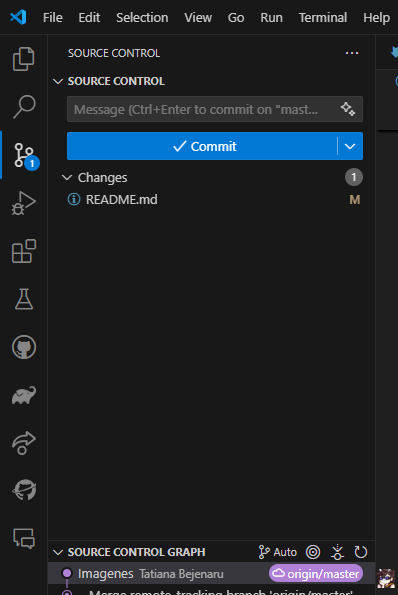 File Edit Selection View Go Run Terminal Help
SOURCE CONTROL
SOURCE CONTROL
Message (Ctrl+Enter to commit on "mast...
Commit
Changes 1
README.md M
1
SOURCE CONTROL GRAPH Auto
Imagenes Tatiana Bejenaru origin/master
Merge remote-tracking branch 'origin/master'